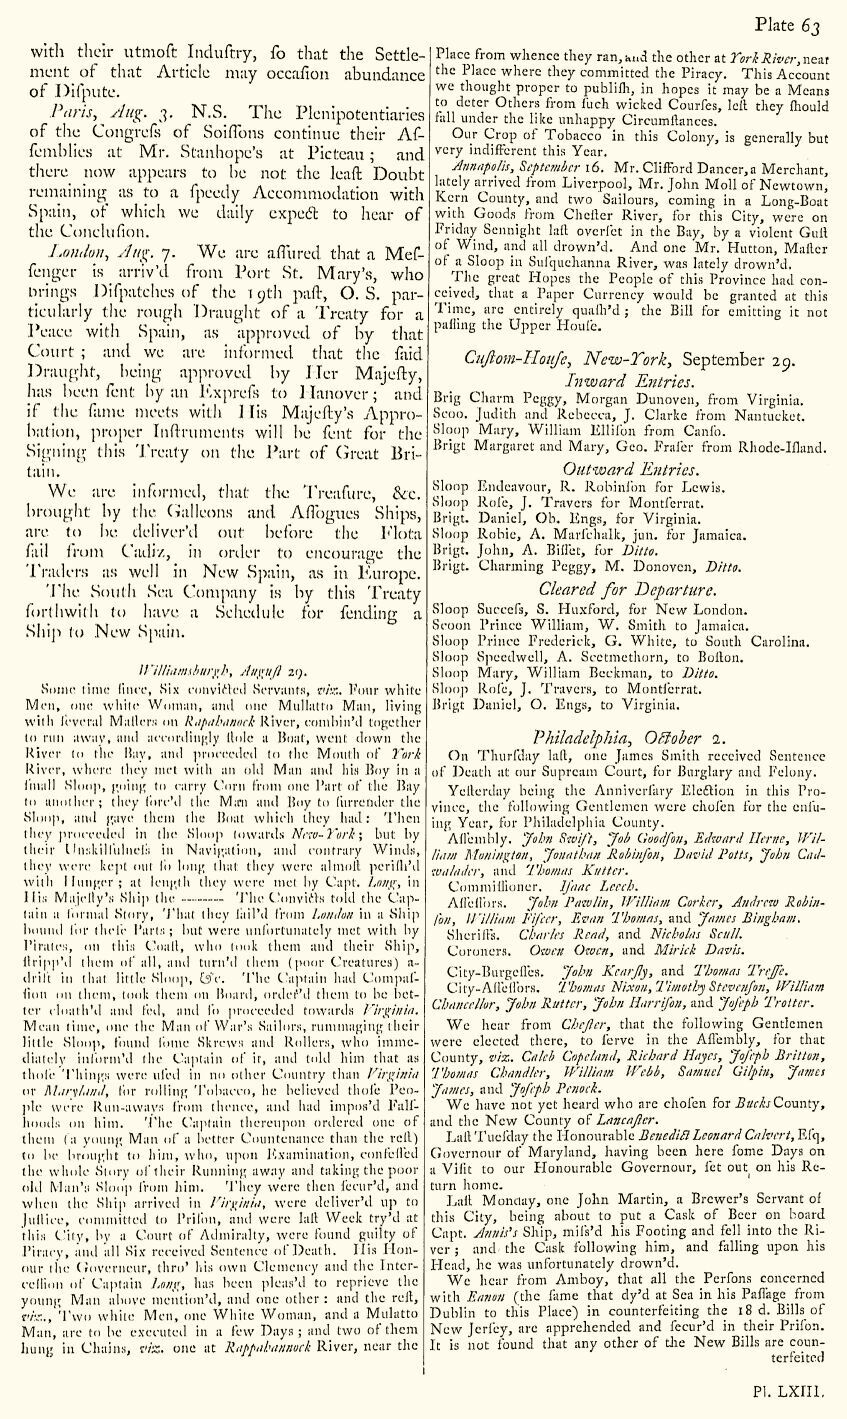 Plate 63
with their utmoſt Induſtry, ſo that the Settle-
ment of that Article may occaſion abundance
of Diſpute.
Paris, Aug. 3. N.S. The Plenipotentiaries
of the Congreſs of Soiſſons continue their Aſ-
ſemblies at Mr. Stanhope's at Picteau; and
there now appears to be not the leaſt Doubt
remaining as to a ſpeedy Accommodation with
Spain, of which we daily expect to hear of
the Concluſion.
London, Aug. 7. We are aſſured that a Meſ-
ſenger is arriv'd from Port St. Mary's, who
brings Diſpatches of the 19th paſt, O. S. par-
ticularly the rough Draught of a Treaty for a
Peace with Spain, as approved of by that
Court; and we are informed that the ſaid
Draught, being approved by Her Majeſty,
has been ſent by an Expreſs to Hanover; and
if the ſame meets with His Majeſty's Appro-
bation, proper Inſtruments will be ſent for the
Signing this Treaty on the Part of Great Bri-
tain.
We are informed, that the Treaſure, &c.
brought by the Galleons and Aſſogues Ships,
are to be deliver'd out before the Flota
ſail from Cadiz, in order to encourage the
Traders as well in New Spain, as in Europe.
The South Sea Company is by this Treaty
forthwith to have a Schedule for ſending a
Ship to New Spain.
Williamsburgh, Auguſt 29.
Some time ſince, Six convicted Servants, viz. Four white
Men, one white Woman, and one Mullatto Man, living
with ſeveral Maſters on Rapabanock River, combin'd together
to run away, and accordingly ſtole a Boat, went down the
River to the Bay, and proceeded to the Mouth of York
River, where they met with an old Man and his Boy in a
ſmall Sloop, going to carry Corn from one Part of the Bay
to another; they forc'd the Man and Boy to ſurrender the
Sloop, and gave them the Boat which they had: Then
they proceeded in the Sloop towards New-York; but by
their Unskilfulneſs in Navigation, and contrary Winds,
they were kept out ſo long that they were almoſt periſh'd
with Hunger; at length they were met by Capt. Long, in
His Majeſty's Ship the --------- The Convicts told the Cap-
tain a formal Story, That they ſail'd from London in a Ship
bound for theſe Parts; but were unfortunately met with by
Pirates, on this Coaſt, who took them and their Ship,
ſtripp'd them of all, and turn'd them (poor Creatures) a-
drift in that little Sloop, &c. The Captain had Compaſ-
ſion on them, took them on Board, order'd them to be bet-
ter cloath'd and fed, and ſo proceeded towards Virginia.
Mean time, one the Man of War's Sailors, rummaging their
little Sloop, found ſome Skrews and Rollers, who imme-
diately inform'd the Captain of it, and told him that as
thoſe Things were uſed in no other Country than Virginia
or Maryland, for rolling Tobacco, he believed thoſe Peo-
ple were Run-aways from thence, and had impos'd Falſ-
hoods on him. The Captain thereupon ordered one of
them (a young Man of a better Countenance than the reſt)
to be brought to him, who, upon Examination, confeſſed
the whole Story of their Running away and taking the poor
old Man's Sloop from him. They were then ſecur'd, and
when the Ship arrived in Virginia, were deliver'd up to
Juſtice, committed to Priſon, and were laſt Week try'd at
this City, by a Court of Admiralty, were found guilty of
Piracy, and all Six received Sentence of Death. His Hon-
our the Governeur, thro' his own Clemency and the Inter-
ceſſion of Captain Long, has been pleas'd to reprieve the
young Man above mention'd, and one other: and the reſt,
viz., Two white Men, one White Woman, and a Mulatto
Man, are to be executed in a few Days; and two of them
hung in Chains, viz. one at Rappahannock River, near the
Place from whence they ran, and the other at York River, near
the Place where they committed the Piracy. This Account
we thought proper to publiſh, in hopes it may be a Means
to deter Others from ſuch wicked Courſes, leſt they ſhould
fall under the like unhappy Circumſtances.
Our Crop of Tobacco in this Colony, is generally but
very indifferent this Year.
Annapolis, September 16. Mr. Clifford Dancer, a Merchant,
lately arrived from Liverpool, Mr. John Moll of Newtown,
Kern County, and two Sailours, coming in a Long-Boat
with Goods from Cheſter River, for this City, were on
Friday Sennight laſt overſet in the Bay, by a violent Guſt
of Wind, and all drown'd. And one Mr. Hutton, Maſter
of a Sloop in Suſquehanna River, was lately drown'd.
The great Hopes the People of this Province had con-
ceived, that a Paper Currency would be granted at this
Time, are entirely quaſh'd; the Bill for emitting it not
paſſing the Upper Houſe.
Cuſtom-Houſe, New-York, September 29.
Inward Entries.
Brig Charm Peggy, Morgan Dunoven, from Virginia.
Scoo. Judith and Rebecca, J. Clarke from Nantucket.
Sloop Mary, William Elliſon from Canſo.
Brigt Margaret and Mary, Geo. Fraſer from Rhode-Iſland.
Outward Entries.
Sloop Endeavour, R. Robinſon for Lewis.
Sloop Roſe, J. Travers for Montſerrat.
Brigt. Daniel, Ob. Engs, for Virginia.
Sloop Robie, A. Marſchalk, jun. for Jamaica.
Brigt. John, A. Biſſet, for Ditto.
Brigt. Charming Peggy, M. Donoven, Ditto.
Cleared for Departure.
Sloop Succeſs, S. Huxford, for New London.
Scoon Prince William, W. Smith to Jamaica.
Sloop Prince Frederick, G. White, to South Carolina.
Sloop Speedwell, A. Scetmethorn, to Boſton.
Sloop Mary, William Beekman, to Ditto.
Sloop Roſe, J. Travers, to Montſerrat.
Brigt Daniel, O. Engs, to Virginia.
Philadelphia, October 2.
On Thurſday laſt, one James Smith received Sentence
of Death at our Supream Court, for Burglary and Felony.
Yeſterday being the Anniverſary Election in this Pro-
vince, the following Gentlemen were choſen for the enſu-
ing Year, for Philadelphia County.
Aſſembly. John Swift, Job Goodſon, Edward Herne, Wil-
liam Monington, Jonathan Robinſon, David Potts, John Cad-
walader, and Thomas Rutter.
Commiſſioner. Iſaac Leech.
Aſſeſſors. John Pawlin, William Corker, Andrew Robin-
ſon, William Fiſcer, Evan Thomas, and James Bingham.
Sheriffs. Charles Read, and Nicholas Scull.
Coroners. Owen Owen, and Mirick Davis.
City-Burgeſſes. John Kearſly, and Thomas Treſſe.
City-Aſſeſſors. Thomas Nixon, Timothy Stevenſon, William
Chancellor, John Rutter, John Harriſon, and Joſeph Trotter.
We hear from Cheſter, that the following Gentlemen
were elected there, to ſerve in the Aſſembly, for that
County, viz. Caleb Copeland, Richard Hayes, Joſeph Britton,
Thomas Chandler, William Webb, Samuel Gilpin, James
James, and Joſeph Penock.
We have not yet heard who are choſen for Bucks County,
and the New County of Lancaſter.
Laſt Tueſday the Honourable Benedict Leonard Calvert, Eſq,
Governour of Maryland, having been here ſome Days on
a Viſit to our Honourable Governour, ſet out on his Re-
turn home.
Laſt Monday, one John Martin, a Brewer's Servant of
this City, being about to put a Cask of Beer on board
Capt. Annis's Ship, miſs'd his Footing and fell into the Ri-
ver; and the Cask following him, and falling upon his
Head, he was unfortunately drown'd.
We hear from Amboy, that all the Perſons concerned
with Eanon (the ſame that dy'd at Sea in his Paſſage from
Dublin to this Place) in counterfeiting the 18 d. Bills of
New Jerſey, are apprehended and ſecur'd in their Priſon.
It is not found that any other of the New Bills are coun-
terfeited
Pl. LXIII.